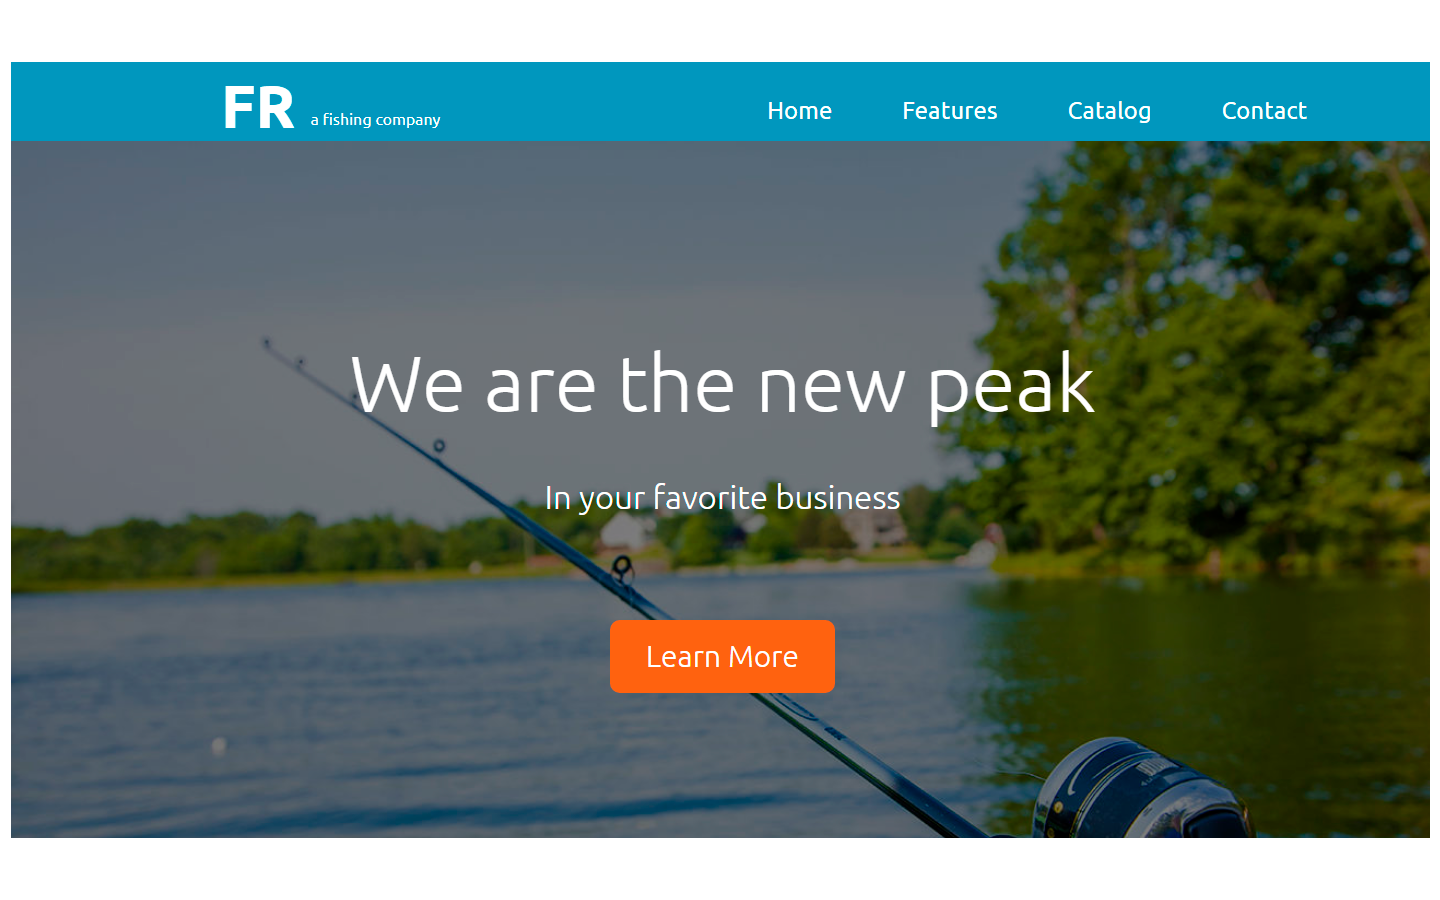 FR a fishing company
Home Features Catalog Contact
We are the new peak
In your favorite business
Learn More